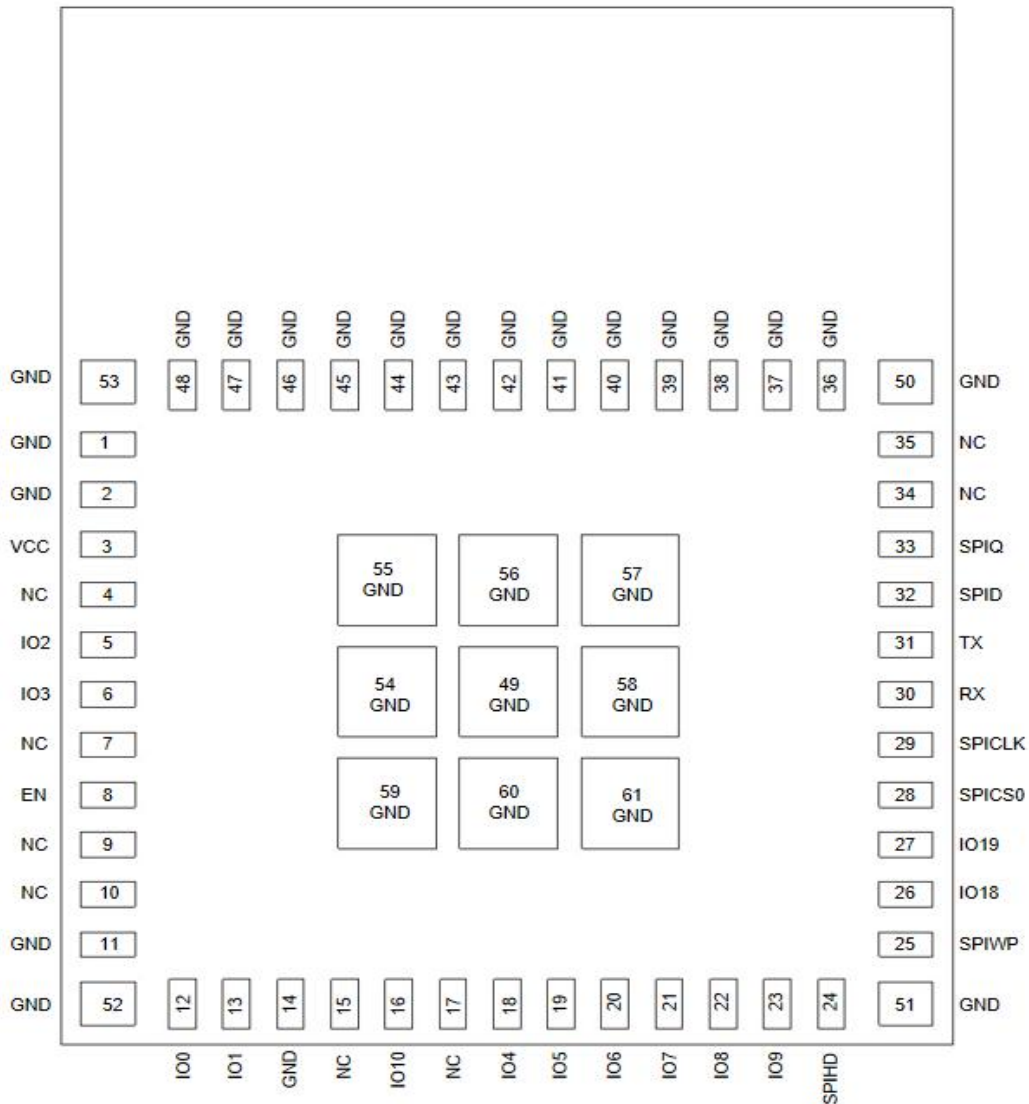 GND GND GND GND GND GND GND GND GND GND GND GND GND
GND 53 48 47 46 45 44 43 42 41 40 39 38 37 36 50 GND
GND 1 35 NC
GND 2 34 NC
VCC 3 33 SPIQ
55 56 57
GND GND GND
NC 4 32 SPID
IO2 5 31 TX
IO3 6 30 RX
54 49 58
GND GND GND
NC 7 29 SPICLK
EN 8 28 SPICS0
59 60 61
GND GND GND
NC 9 27 IO19
NC 10 26 IO18
GND 11 25 SPIWP
GND 52 12 13 14 15 16 17 18 19 20 21 22 23 24 51 GND
IO0 IO1 GND NC IO10 NC IO4 IO5 IO6 IO7 IO8 IO9 SPIHD